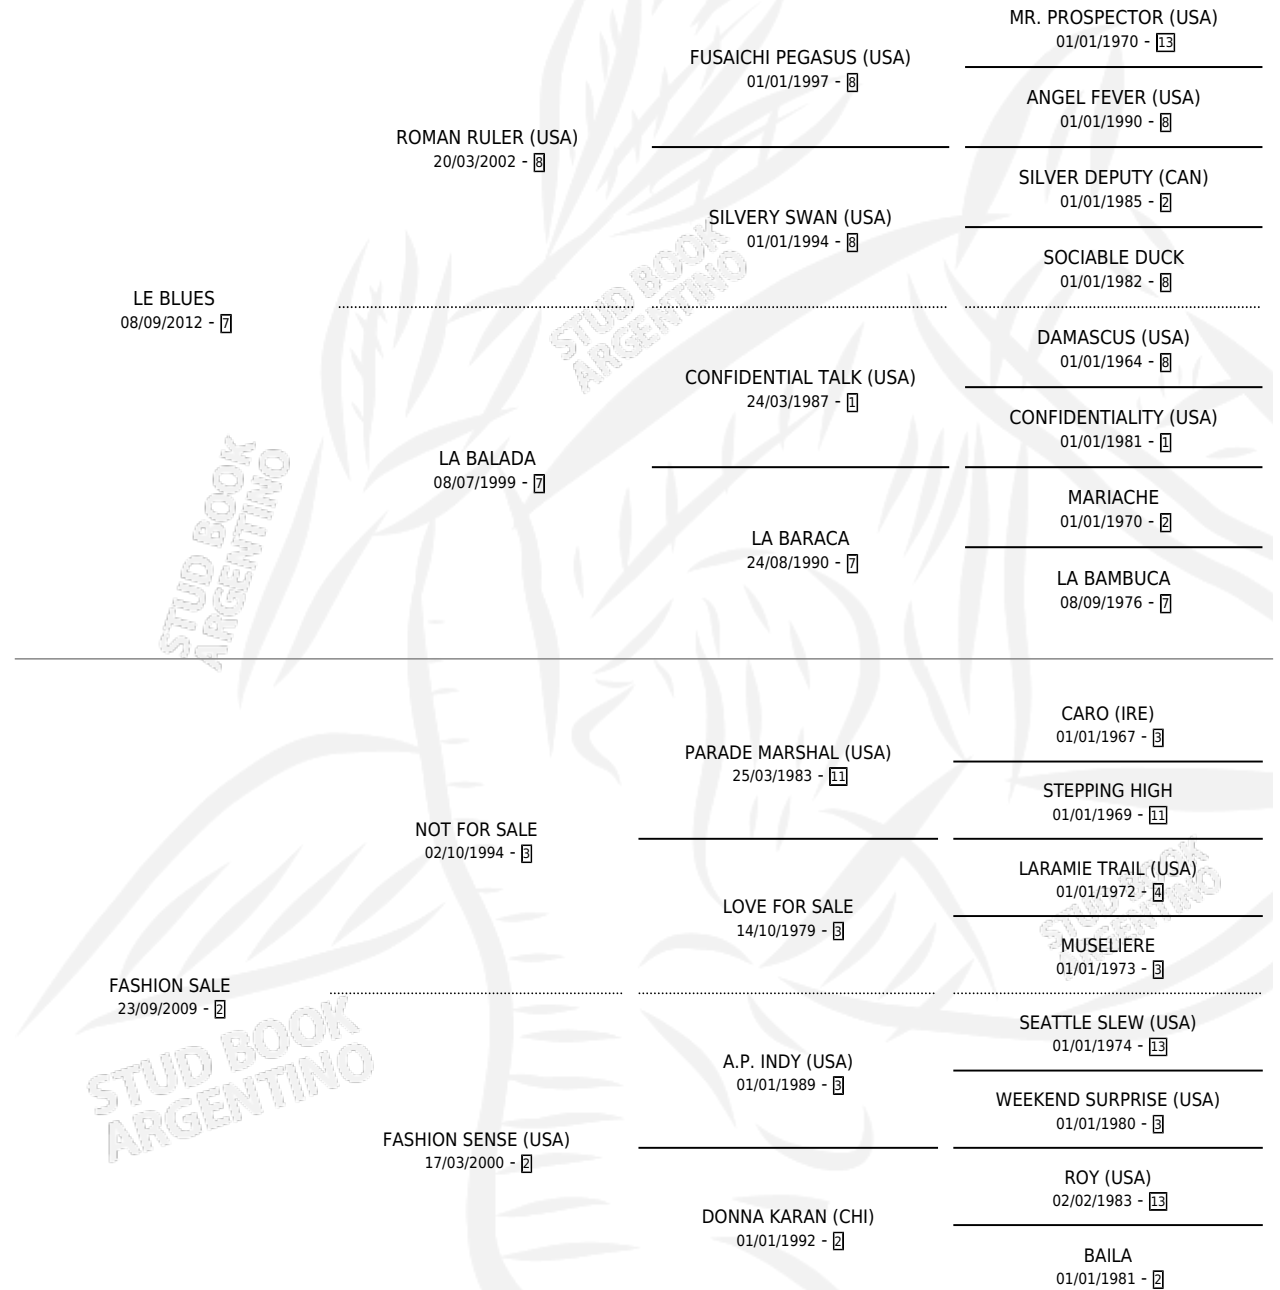 MR. PROSPECTOR (USA)
01/01/1970 - 13
FUSAICHI PEGASUS (USA)
01/01/1997 - 8
ANGEL FEVER (USA)
01/01/1990 - 8
ROMAN RULER (USA)
20/03/2002 - 8
SILVER DEPUTY (CAN)
01/01/1985 - 2
SILVERY SWAN (USA)
01/01/1994 - 8
SOCIABLE DUCK
01/01/1982 - 8
LE BLUES
08/09/2012 - 7
STUD BOOK
ARGENTINO
DAMASCUS (USA)
01/01/1964 - 8
CONFIDENTIAL TALK (USA)
24/03/1987 - 1
CONFIDENTIALITY (USA)
01/01/1981 - 1
LA BALADA
08/07/1999 - 7
MARIACHE
01/01/1970 - 2
LA BARACA
24/08/1990 - 7
LA BAMBUCA
08/09/1976 - 7
STUD BOOK
ARGENTINO
CARO (IRE)
01/01/1967 - 3
PARADE MARSHAL (USA)
25/03/1983 - 11
STEPPING HIGH
01/01/1969 - 11
NOT FOR SALE
02/10/1994 - 3
LARAMIE TRAIL (USA)
01/01/1972 - 4
LOVE FOR SALE
14/10/1979 - 3
MUSELIERE
01/01/1973 - 3
STUD BOOK
ARGENTINO
FASHION SALE
23/09/2009 - 2
SEATTLE SLEW (USA)
01/01/1974 - 13
A.P. INDY (USA)
01/01/1989 - 3
WEEKEND SURPRISE (USA)
01/01/1980 - 3
STUD BOOK
ARGENTINO
FASHION SENSE (USA)
17/03/2000 - 2
ROY (USA)
02/02/1983 - 13
DONNA KARAN (CHI)
01/01/1992 - 2
BAILA
01/01/1981 - 2